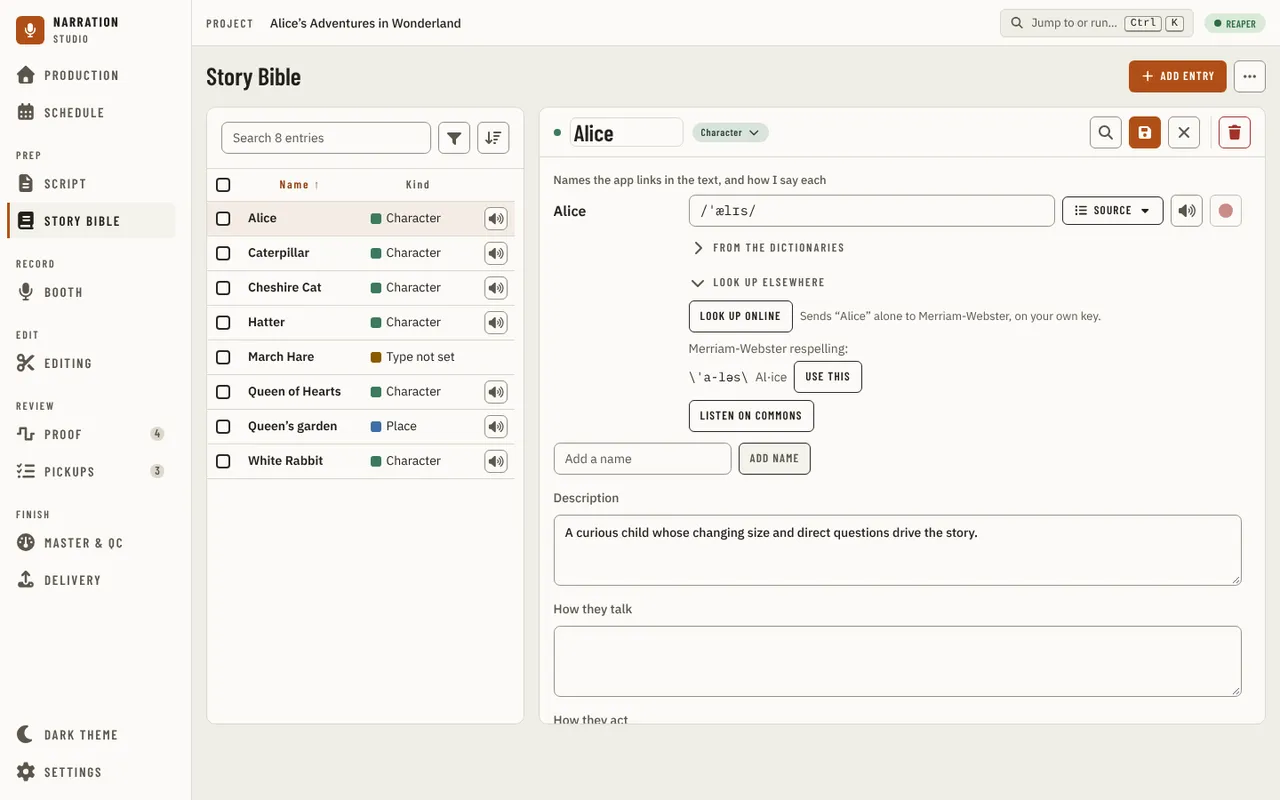 NARRATION
STUDIO
PRODUCTION
SCHEDULE
PREP
SCRIPT
STORY BIBLE
RECORD
BOOTH
EDIT
EDITING
REVIEW
PROOF 4
PICKUPS 3
FINISH
MASTER & QC
DELIVERY
DARK THEME
SETTINGS
PROJECT Alice’s Adventures in Wonderland
Jump to or run... Ctrl K
REAPER
Story Bible
ADD ENTRY
Search 8 entries
Name ↑ Kind
Alice Character
Caterpillar Character
Cheshire Cat Character
Hatter Character
March Hare Type not set
Queen of Hearts Character
Queen’s garden Place
White Rabbit Character
Alice Character
Names the app links in the text, and how I say each
Alice /ˈælɪs/ SOURCE
FROM THE DICTIONARIES
LOOK UP ELSEWHERE
LOOK UP ONLINE Sends “Alice” alone to Merriam-Webster, on your own key.
Merriam-Webster respelling:
\ˈa-ləs\ Al·ice USE THIS
LISTEN ON COMMONS
Add a name ADD NAME
Description
A curious child whose changing size and direct questions drive the story.
How they talk
How they act